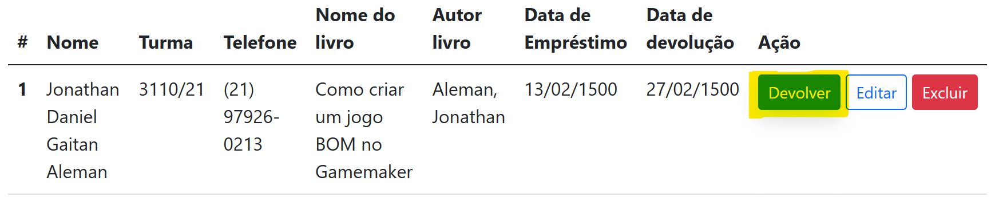 # Nome Turma Telefone Nome do livro Autor livro Data de Empréstimo Data de devolução Ação
1 Jonathan Daniel Gaitan Aleman 3110/21 (21) 97926-0213 Como criar um jogo BOM no Gamemaker Aleman, Jonathan 13/02/1500 27/02/1500 Devolver Editar Excluir